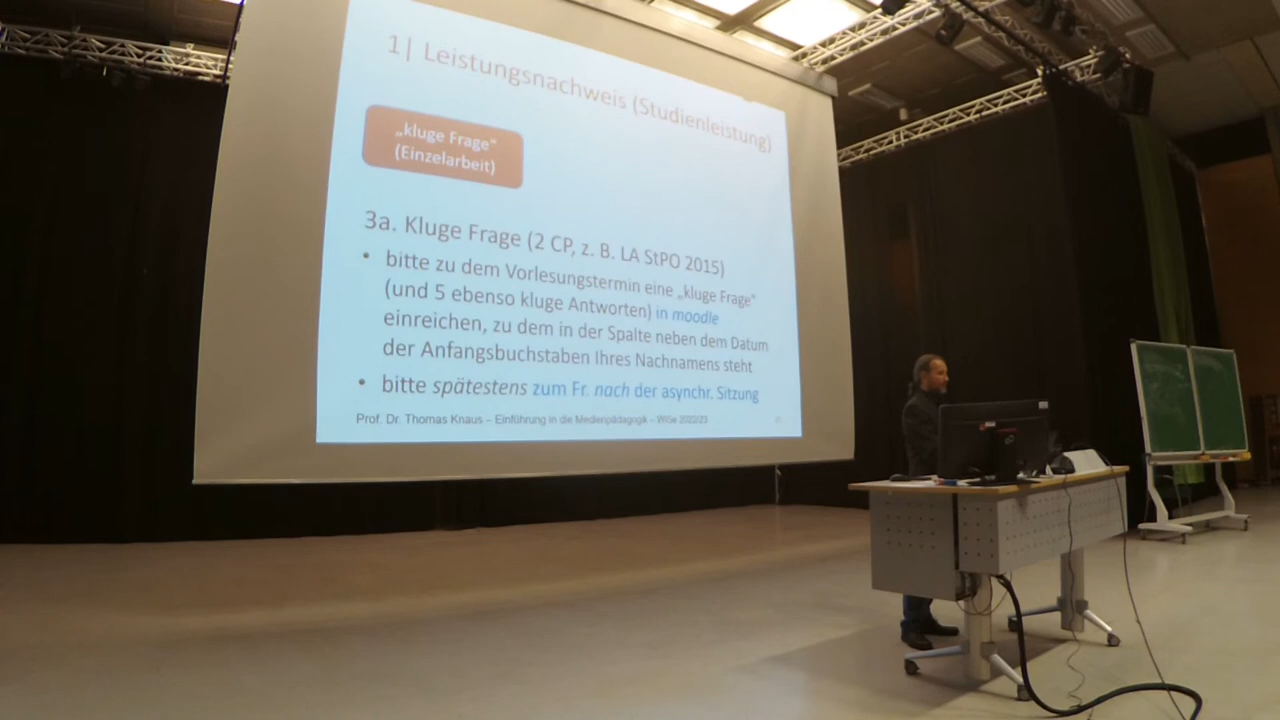 1| Leistungsnachweis (Studienleistung)
„kluge Frage“
(Einzelarbeit)
3a. Kluge Frage (2 CP, z. B. LA StPO 2015)
• bitte zu dem Vorlesungstermin eine „kluge Frage“
(und 5 ebenso kluge Antworten) in moodle
einreichen, zu dem in der Spalte neben dem Datum
der Anfangsbuchstaben Ihres Nachnamens steht
• bitte spätestens zum Fr. nach der asynchr. Sitzung
Prof. Dr. Thomas Knaus – Einführung in die Medienpädagogik – WiSe 2022/23